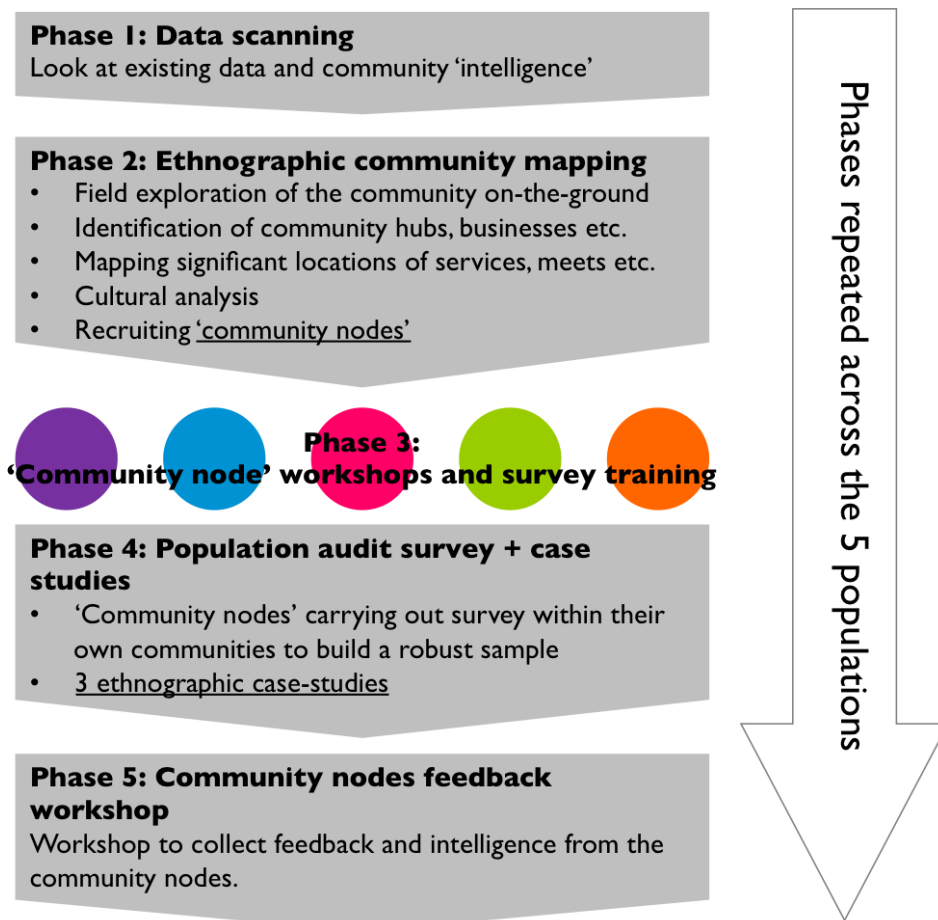 Phase 1: Data scanning
Look at existing data and community ‘intelligence’
Phase 2: Ethnographic community mapping
• Field exploration of the community on-the-ground
• Identification of community hubs, businesses etc.
• Mapping significant locations of services, meets etc.
• Cultural analysis
• Recruiting ‘community nodes’
Phase 3:
‘Community node’ workshops and survey training
Phase 4: Population audit survey + case
studies
• ‘Community nodes’ carrying out survey within their
own communities to build a robust sample
• 3 ethnographic case-studies
Phase 5: Community nodes feedback
workshop
Workshop to collect feedback and intelligence from the
community nodes.
Phases repeated across the 5 populations